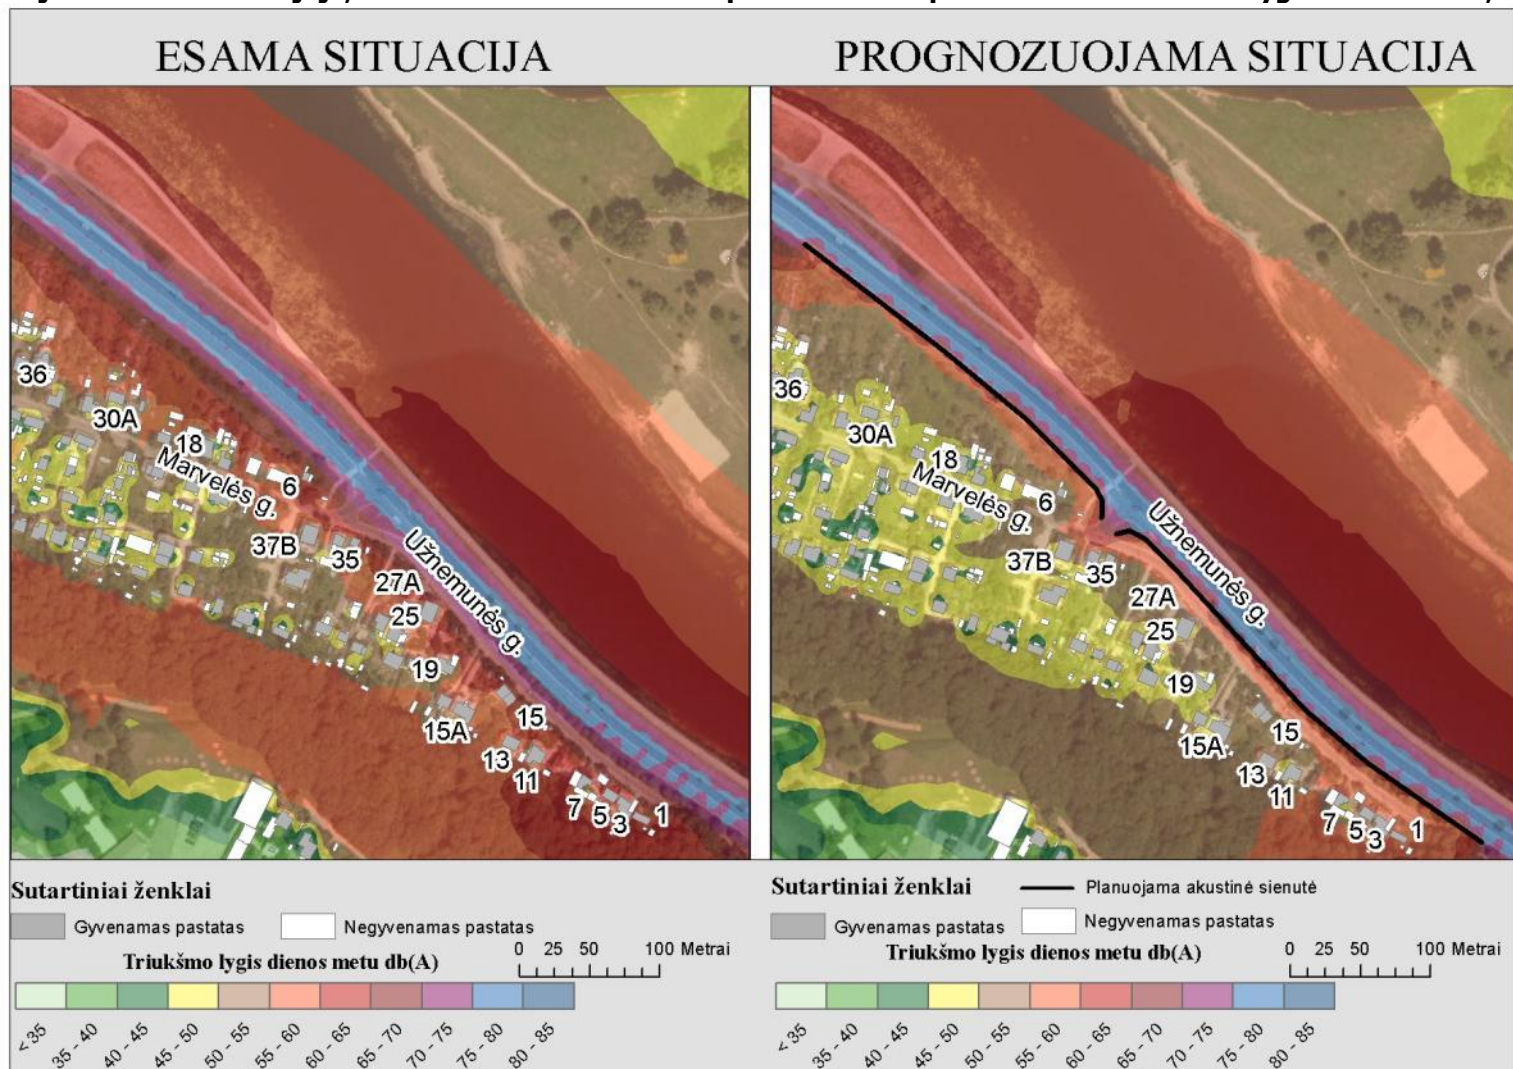 ESAMA SITUACIJA
PROGNOZUOJAMA SITUACIJA
36
30A
18
Marvelės g.
6
37B
35
Užnemunės g.
27A
25
19
15A
15
13
11
7
5
3
1
36
30A
18
Marvelės g.
6
37B
35
Užnemunės g.
27A
25
19
15A
15
13
11
7
5
3
1
Sutartiniai ženklai
Gyvenamas pastatas
Negyvenamas pastatas
Triukšmo lygis dienos metu db(A)
0 25 50 100 Metrai
< 35
35 - 40
40 - 45
45 - 50
50 - 55
55 - 60
60 - 65
65 - 70
70 - 75
75 - 80
80 - 85
Sutartiniai ženklai
Planuojama akustinė sienutė
Gyvenamas pastatas
Negyvenamas pastatas
Triukšmo lygis dienos metu db(A)
0 25 50 100 Metrai
< 35
35 - 40
40 - 45
45 - 50
50 - 55
55 - 60
60 - 65
65 - 70
70 - 75
75 - 80
80 - 85